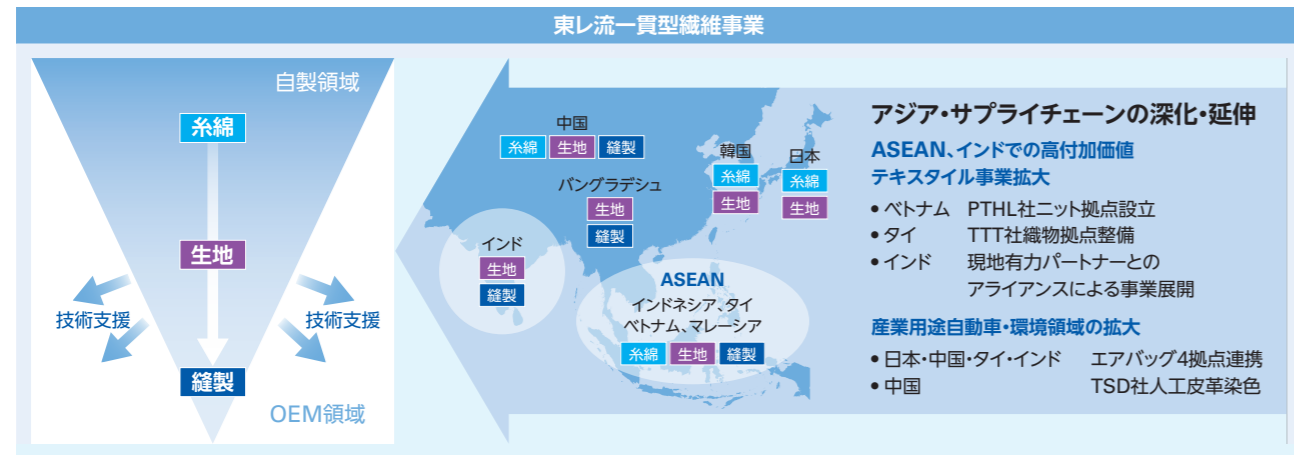 東レ流一貫型繊維事業
自製領域
糸綿
生地
技術支援
技術支援
縫製
OEM領域
中国
糸綿 生地 縫製
韓国
糸綿
生地
日本
糸綿
生地
バングラデシュ
生地
縫製
インド
生地
縫製
ASEAN
インドネシア、タイ
ベトナム、マレーシア
糸綿 生地 縫製
アジア・サプライチェーンの深化・延伸
ASEAN、インドでの高付加価値
テキスタイル事業拡大
• ベトナム PTHL社ニット拠点設立
• タイ TTT社織物拠点整備
• インド 現地有力パートナーとの
アライアンスによる事業展開
産業用途自動車・環境領域の拡大
• 日本・中国・タイ・インド エアバッグ4拠点連携
• 中国 TSD社人工皮革染色